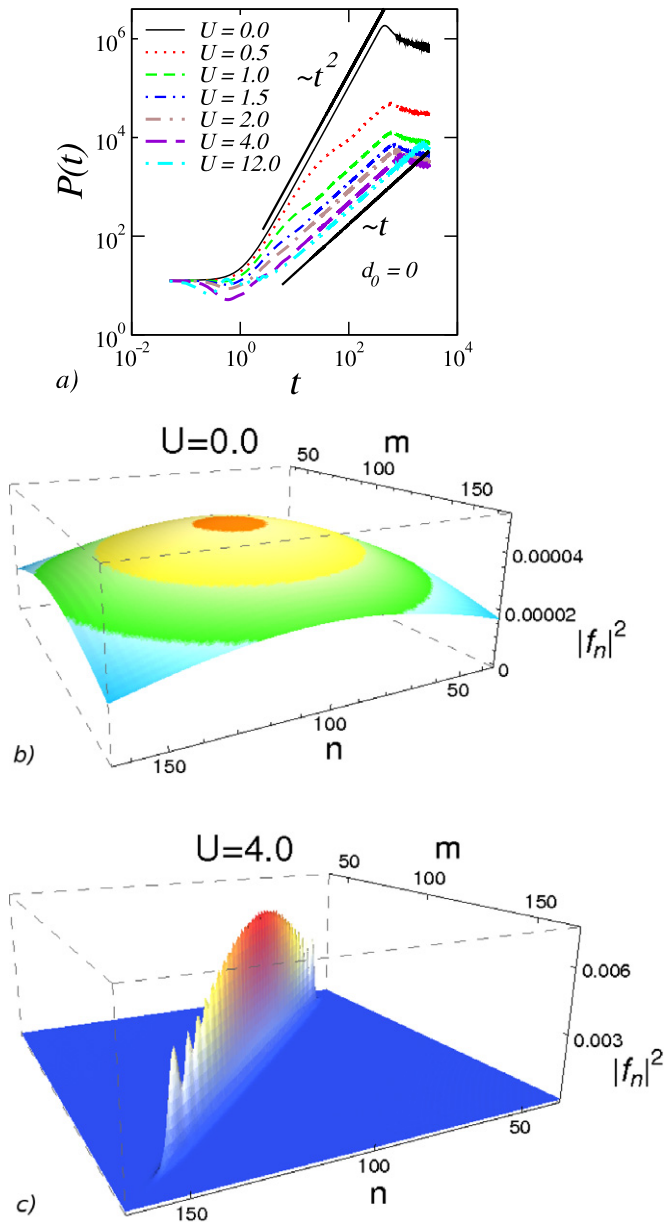 10^6
10^4
10^2
10^0
P(t)
U = 0.0
U = 0.5
U = 1.0
U = 1.5
U = 2.0
U = 4.0
U = 12.0
~t^2
~t
d_0 = 0
10^-2
10^0
10^2
10^4
t
a)
U=0.0
m
50
100
150
0.00004
0.00002
0
|f_n|^2
50
100
150
n
b)
U=4.0
m
50
100
150
0.006
0.003
|f_n|^2
50
100
150
n
c)